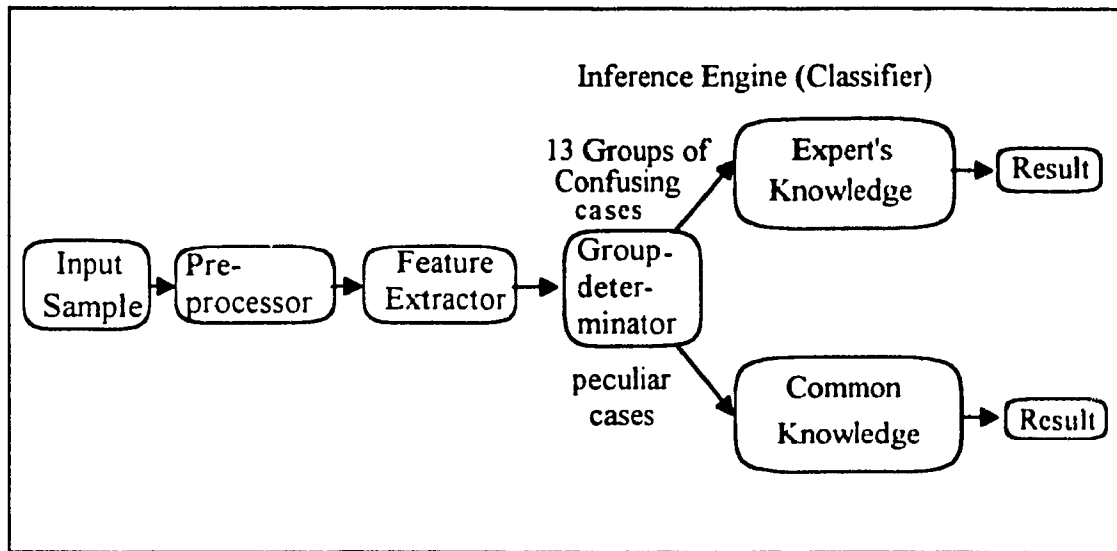 Inference Engine (Classifier)
13 Groups of
Confusing
cases
Expert's
Knowledge
Result
Input
Sample
Pre-
processor
Feature
Extractor
Group-
deter-
minator
peculiar
cases
Common
Knowledge
Result